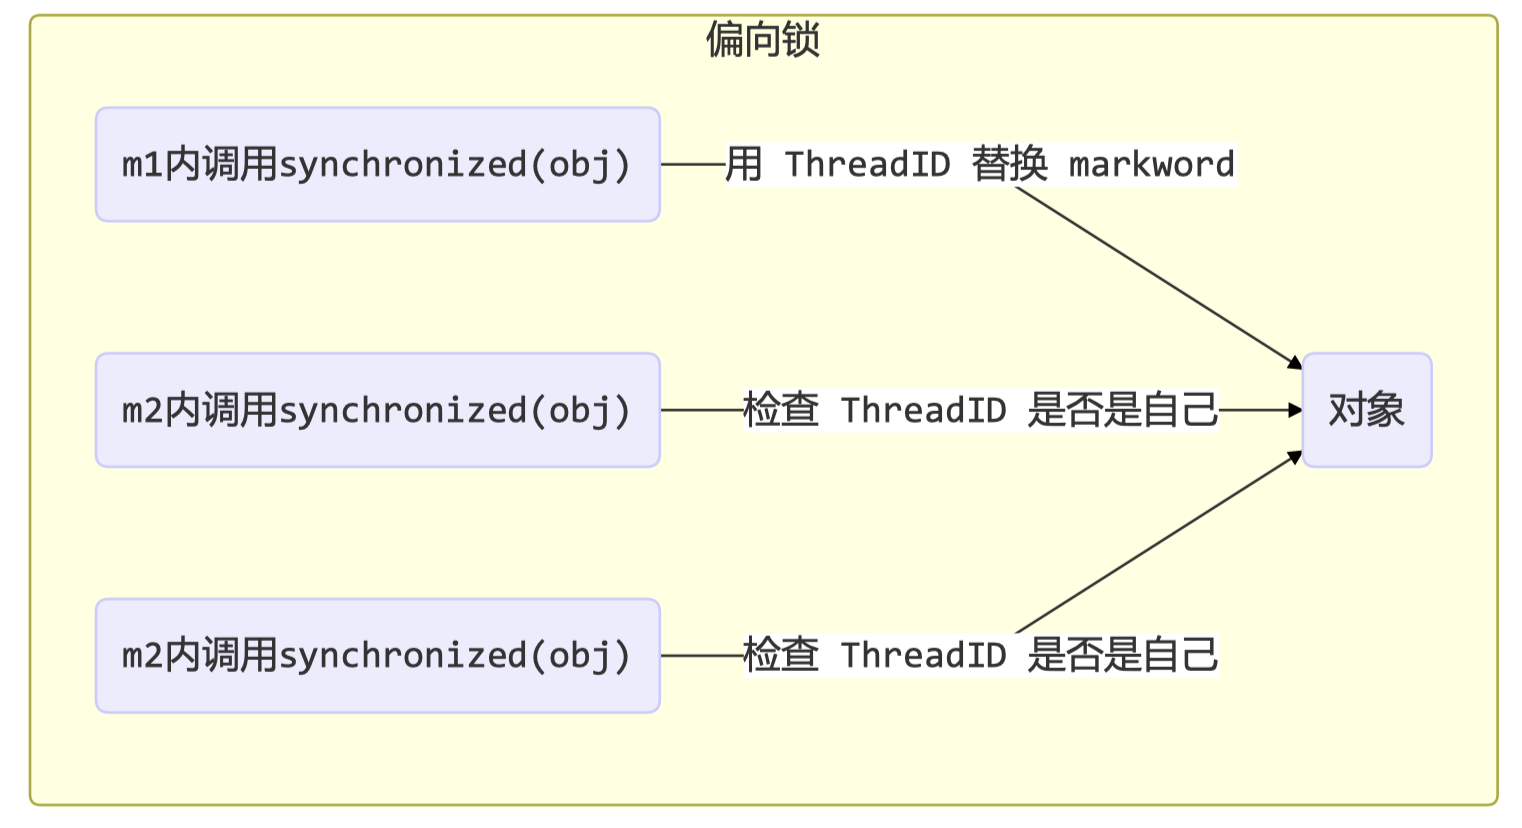 偏向锁
m1内调用synchronized(obj)
用 ThreadID 替换 markword
m2内调用synchronized(obj)
检查 ThreadID 是否是自己
对象
m2内调用synchronized(obj)
检查 ThreadID 是否是自己